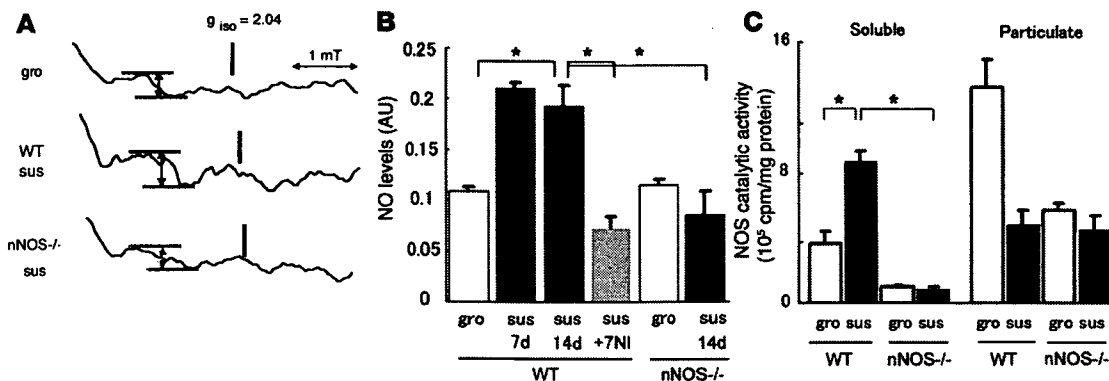 A
g iso = 2.04
gro
1 mT
WT
sus
nNOS-/-
sus
B
NO levels (AU)
0.25
0.2
0.15
0.1
0.05
0
*
*
*
gro
sus
7d
sus
14d
sus
+7NI
gro
sus
14d
WT
nNOS-/-
C
Soluble
Particulate
NOS catalytic activity
(10⁵ cpm/mg protein)
16
8
0
*
*
gro sus
gro sus
gro sus
gro sus
WT
nNOS-/-
WT
nNOS-/-